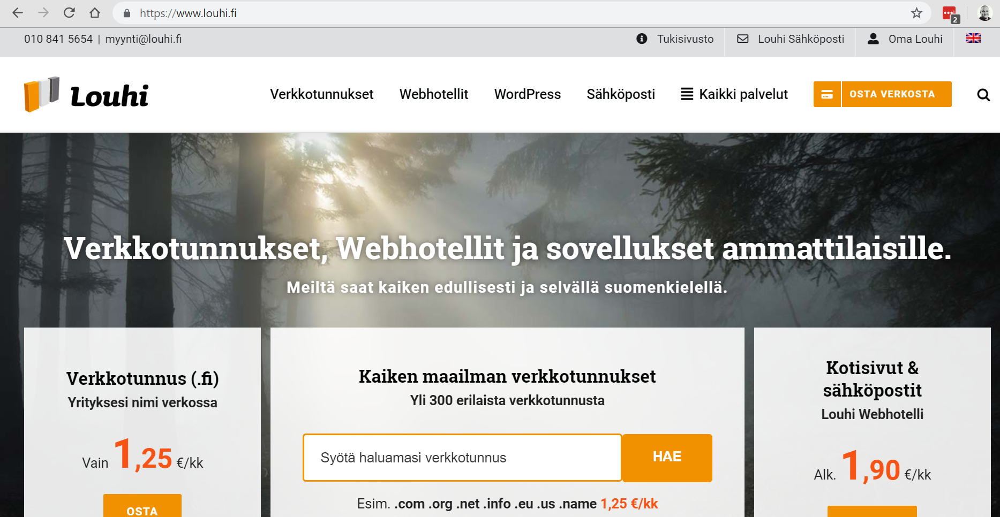 https://www.louhi.fi
2
010 841 5654 | myynti@louhi.fi
Tukisivusto
Louhi Sähköposti
Oma Louhi
Louhi
Verkkotunnukset
Webhotellit
WordPress
Sähköposti
Kaikki palvelut
OSTA VERKOSTA
Verkkotunnukset, Webhotellit ja sovellukset ammattilaisille.
Meiltä saat kaiken edullisesti ja selvällä suomenkielellä.
Verkkotunnus (.fi)
Yrityksesi nimi verkossa
Vain 1,25 €/kk
OSTA
Kaiken maailman verkkotunnukset
Yli 300 erilaista verkkotunnusta
Syötä haluamasi verkkotunnus
HAE
Esim. .com .org .net .info .eu .us .name 1,25 €/kk
Kotisivut &
sähköpostit
Louhi Webhotelli
Alk. 1,90 €/kk